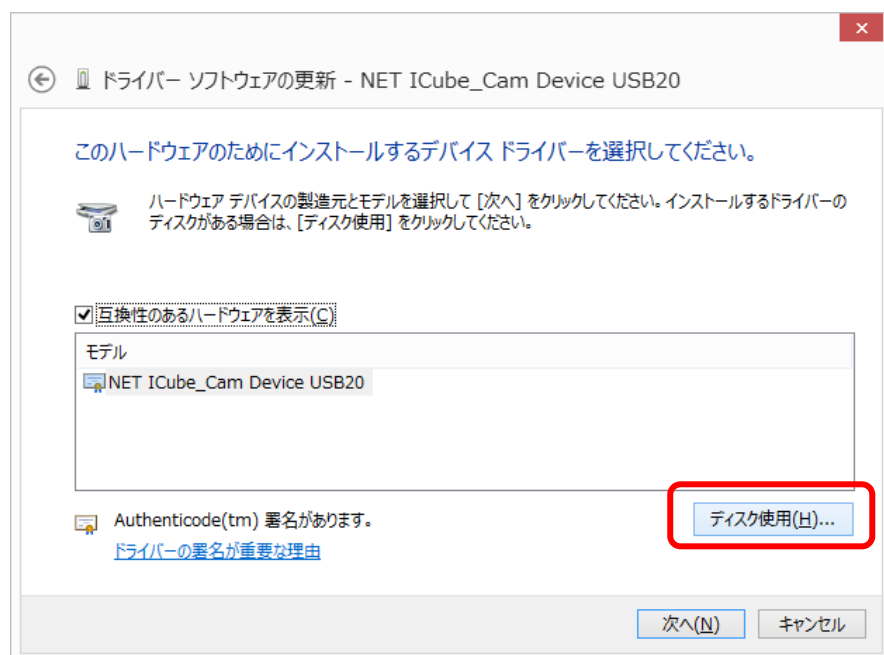 ドライバー ソフトウェアの更新 - NET ICube_Cam Device USB20
このハードウェアのためにインストールするデバイス ドライバーを選択してください。
ハードウェア デバイスの製造元とモデルを選択して [次へ] をクリックしてください。インストールするドライバーの
ディスクがある場合は、[ディスク使用] をクリックしてください。
互換性のあるハードウェアを表示(C)
モデル
NET ICube_Cam Device USB20
Authenticode(tm) 署名があります。
ディスク使用(H)...
ドライバーの署名が重要な理由
次へ(N)
キャンセル